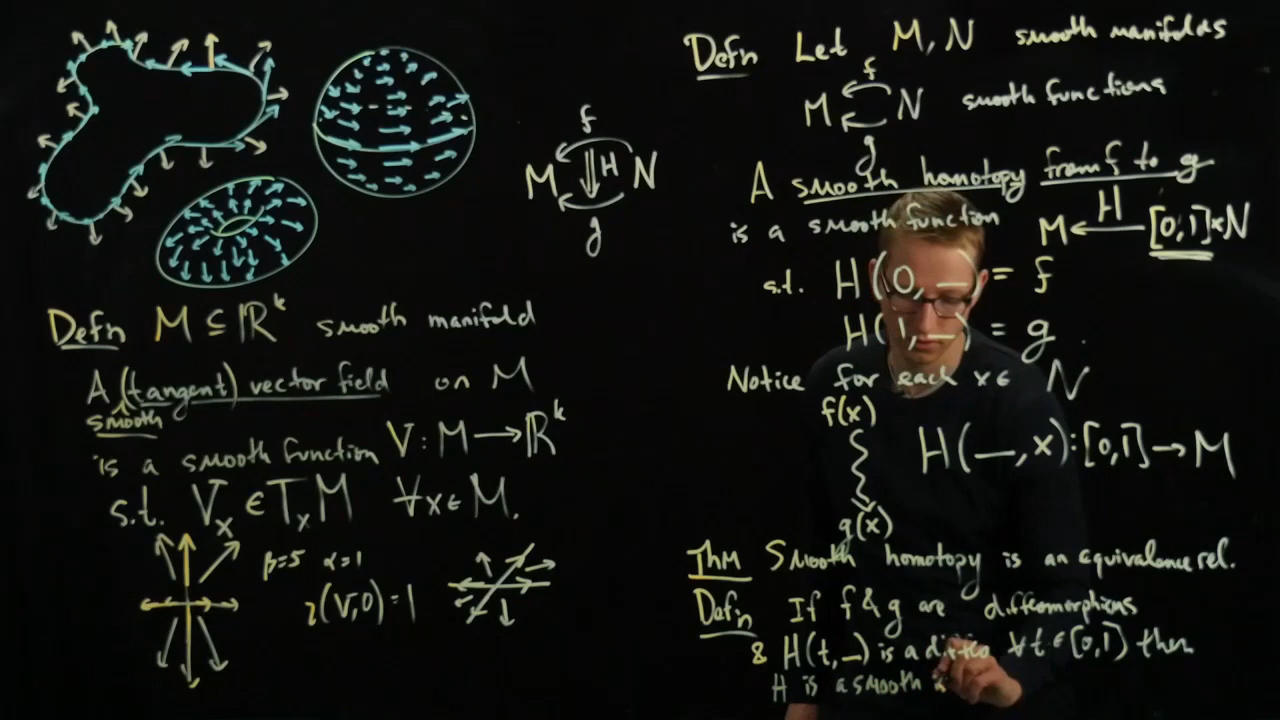 f
M H N
g
Defn M ⊆ ℝᵏ smooth manifold
A (tangent) vector field on M
smooth
is a smooth function V : M → ℝᵏ
s.t. Vₓ ∈ TₓM ∀x∈M.
β=5 α=1
(V,0)=1
Defn Let M,N smooth manifolds
f
M N smooth functions
g
A smooth homotopy from f to g
is a smooth function M ←H— [0,1]×N
s.t. H(0,—) = f
H(1,—) = g.
Notice for each x∈ N
f(x)
H(—,x):[0,1]→M
g(x)
Thm Smooth homotopy is an equivalence rel.
Defn If f & g are diffeomorphisms
& H(t,—) is a ∀t∈[0,1] then
H is a smooth